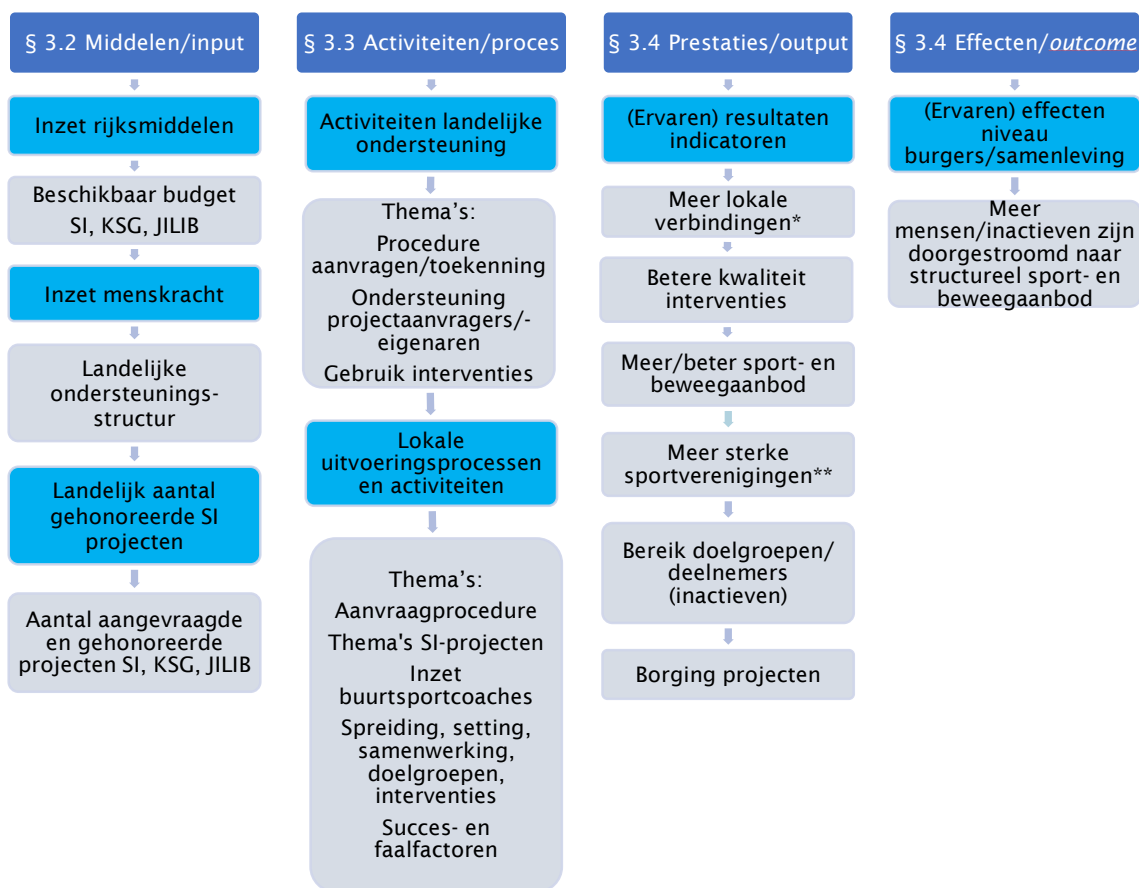 § 3.2 Middelen/input
Inzet rijksmiddelen
Beschikbaar budget
SI, KSG, JILIB
Inzet menskracht
Landelijke
ondersteunings-
structuur
Landelijk aantal
gehonoreerde SI
projecten
Aantal aangevraagde
en gehonoreerde
projecten SI, KSG, JILIB
§ 3.3 Activiteiten/proces
Activiteiten landelijke
ondersteuning
Thema's:
Procedure
aanvragen/toekenning
Ondersteuning
projectaanvragers/-
eigenaren
Gebruik interventies
Lokale
uitvoeringsprocessen
en activiteiten
Thema's:
Aanvraagprocedure
Thema's SI-projecten
Inzet
buurtsportcoaches
Spreiding, setting,
samenwerking,
doelgroepen,
interventies
Succes- en
faalfactoren
§ 3.4 Prestaties/output
(Ervaren) resultaten
indicatoren
Meer lokale
verbindingen*
Betere kwaliteit
interventies
Meer/beter sport- en
beweegaanbod
Meer sterke
sportverenigingen**
Bereik doelgroepen/
deelnemers
(inactieven)
Borging projecten
§ 3.4 Effecten/outcome
(Ervaren) effecten
niveau
burgers/samenleving
Meer
mensen/inactieven zijn
doorgestroomd naar
structureel sport- en
beweegaanbod